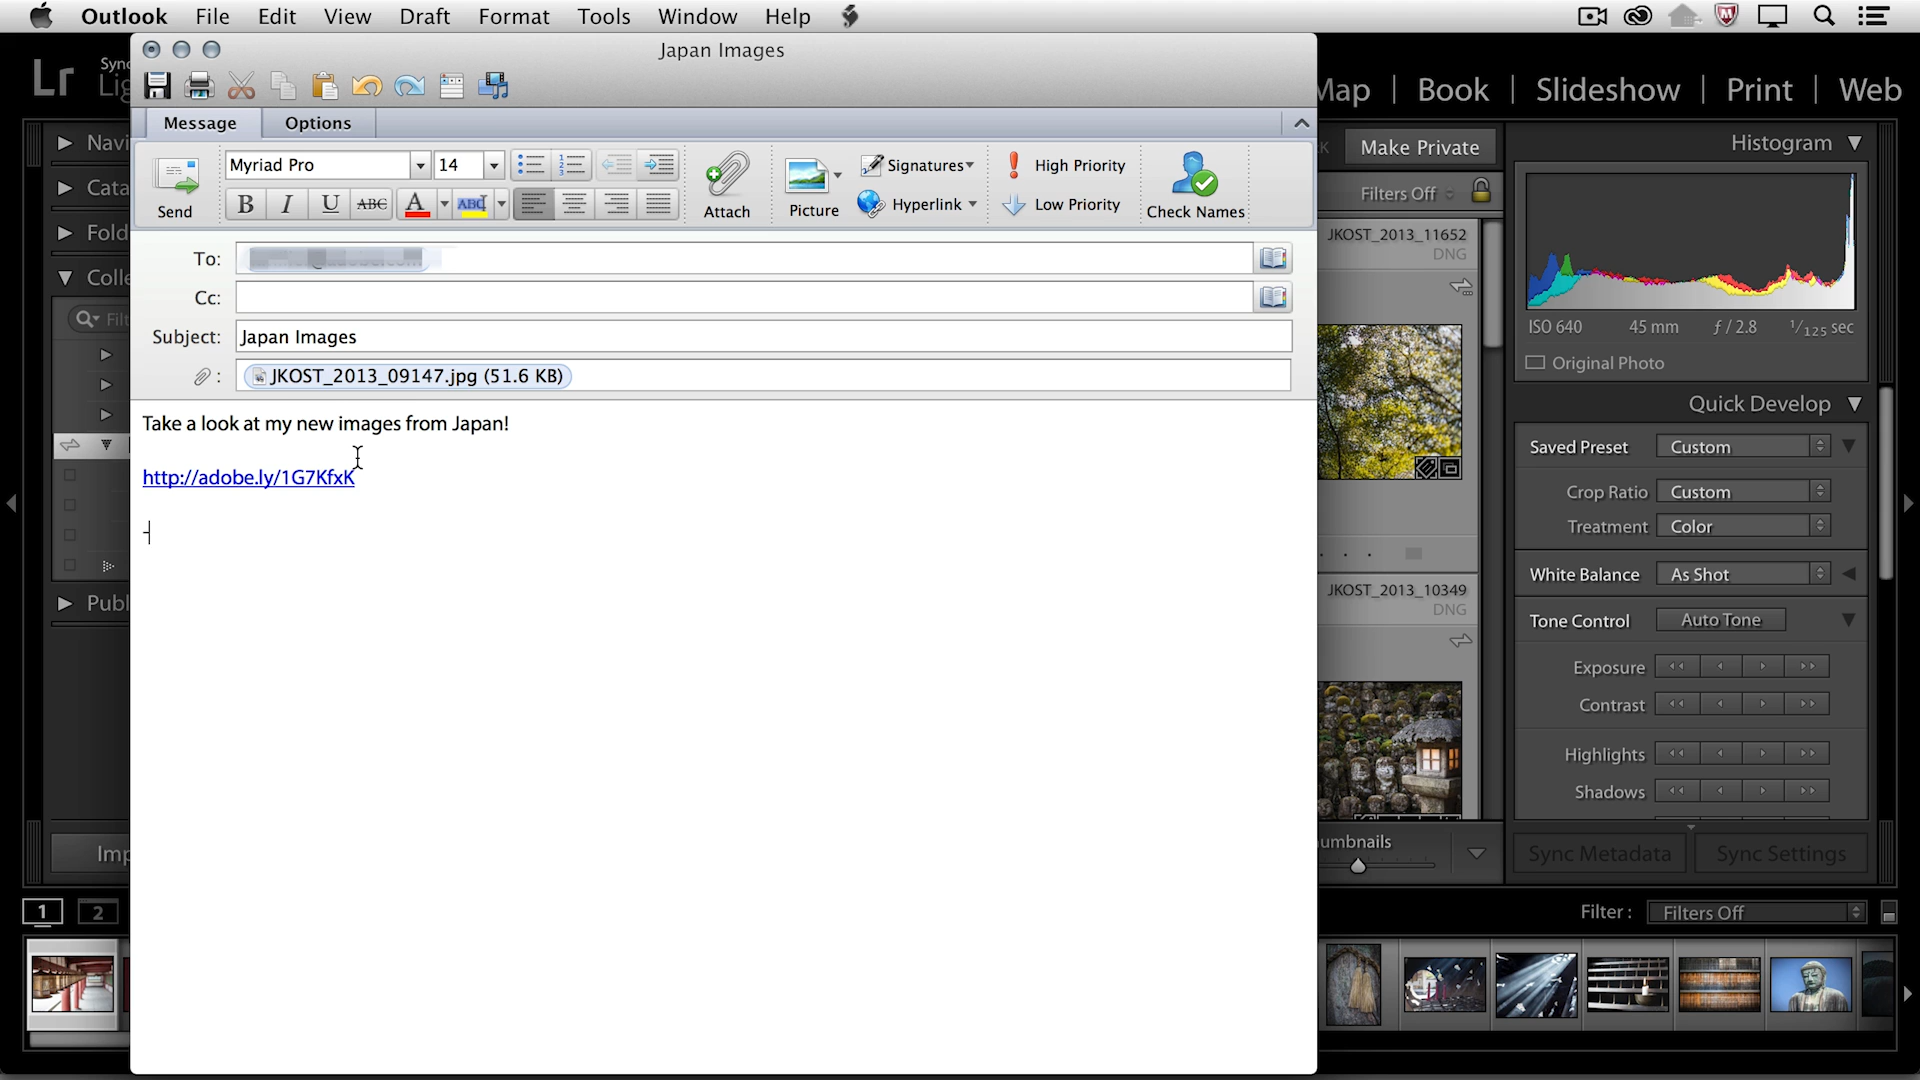 Outlook File Edit View Draft Format Tools Window Help
Japan Images
Lr
Map | Book | Slideshow | Print | Web
Message Options
Send
Myriad Pro
14
B I U ABC A ABC
Attach
Picture
Signatures
Hyperlink
High Priority
Low Priority
Check Names
To:
Cc:
Subject: Japan Images
JKOST_2013_09147.jpg (51.6 KB)
Take a look at my new images from Japan!
http://adobe.ly/1G7KfxK
-
Make Private
Filters Off
JKOST_2013_11652
DNG
JKOST_2013_10349
DNG
Histogram
ISO 640 45 mm f/2.8 1/125 sec
Original Photo
Quick Develop
Saved Preset Custom
Crop Ratio Custom
Treatment Color
White Balance As Shot
Tone Control Auto Tone
Exposure
Contrast
Highlights
Shadows
Sync Metadata Sync Settings
1 2
Filter : Filters Off